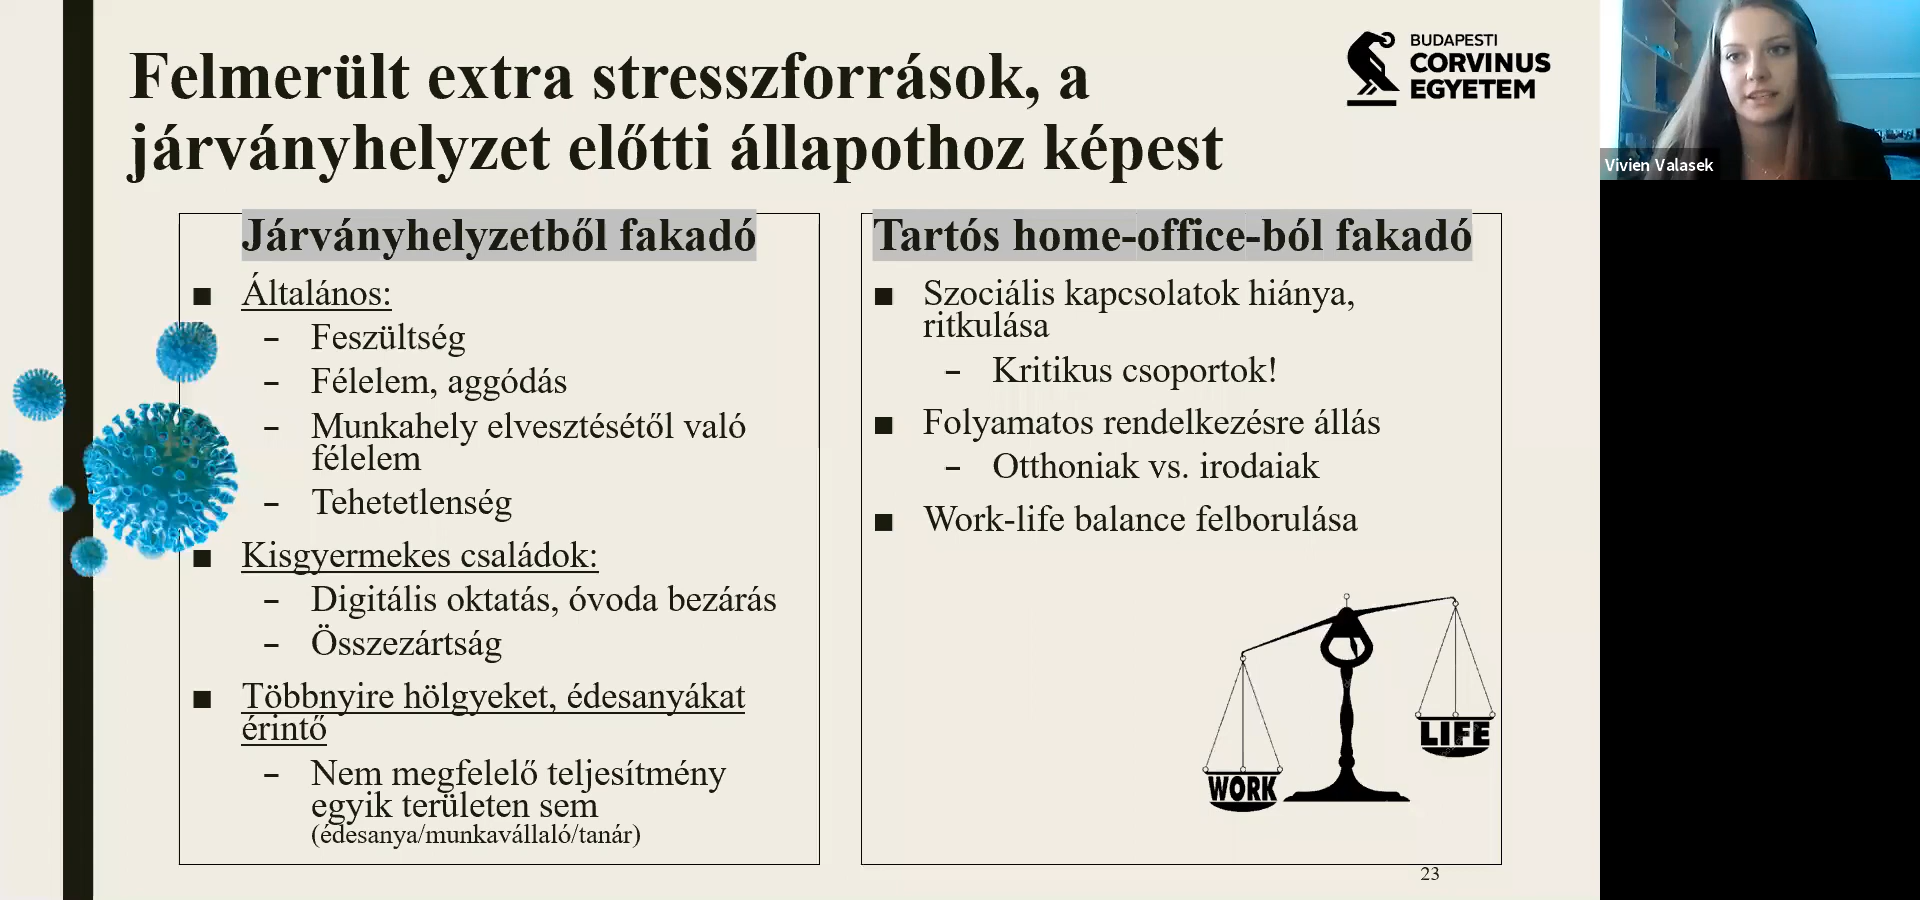 Felmerült extra stresszforrások, a
járványhelyzet előtti állapothoz képest
BUDAPESTI
CORVINUS
EGYETEM
Vivien Valasek
Járványhelyzetből fakadó
■ Általános:
– Feszültség
– Félelem, aggódás
– Munkahely elvesztésétől való
félelem
– Tehetetlenség
■ Kisgyermekes családok:
– Digitális oktatás, óvoda bezárás
– Összezártság
■ Többnyire hölgyeket, édesanyákat
érintő
– Nem megfelelő teljesítmény
egyik területen sem
(édesanya/munkavállaló/tanár)
Tartós home-office-ból fakadó
■ Szociális kapcsolatok hiánya,
ritkulása
– Kritikus csoportok!
■ Folyamatos rendelkezésre állás
– Otthoniak vs. irodaiak
■ Work-life balance felborulása
LIFE
WORK
23